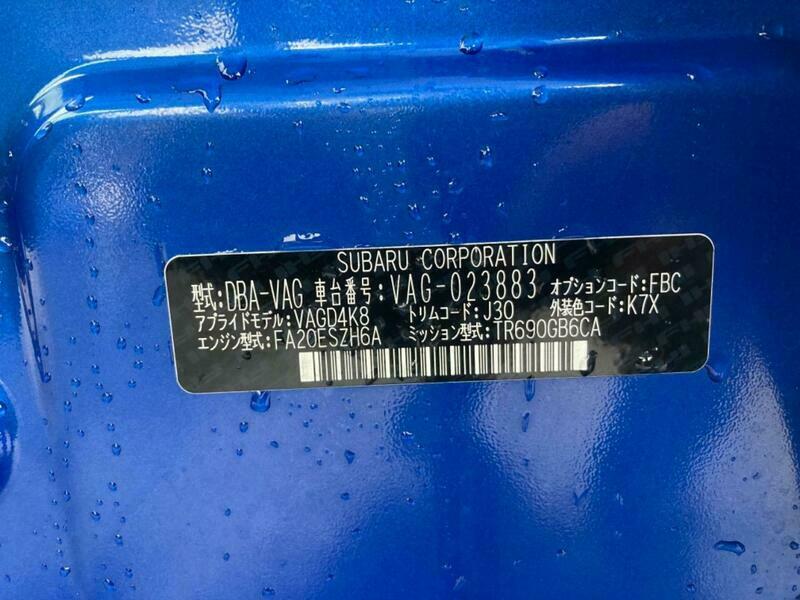 SUBARU CORPORATION
型式:DBA-VAG 車台番号:VAG-023883 オプションコード:FBC
アプライドモデル:VAGD4K8 トリムコード:J30 外装色コード:K7X
エンジン型式:FA20ESZH6A ミッション型式:TR690GB6CA